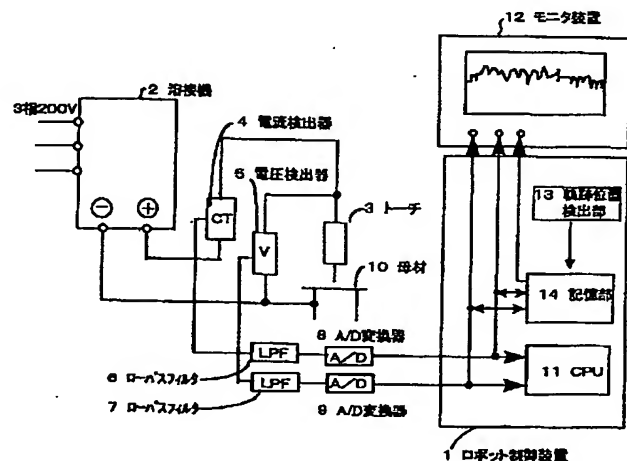 12 モニタ装置
2 溶接機
3相200V
4 電流検出器
5 電圧検出器
CT
V
3 トーチ
10 母材
13 軌跡位置
検出部
14 記憶部
8 A/D変換器
LPF
A/D
11 CPU
6 ローパスフィルタ
LPF
A/D
7 ローパスフィルタ
9 A/D変換器
1 ロボット制御装置